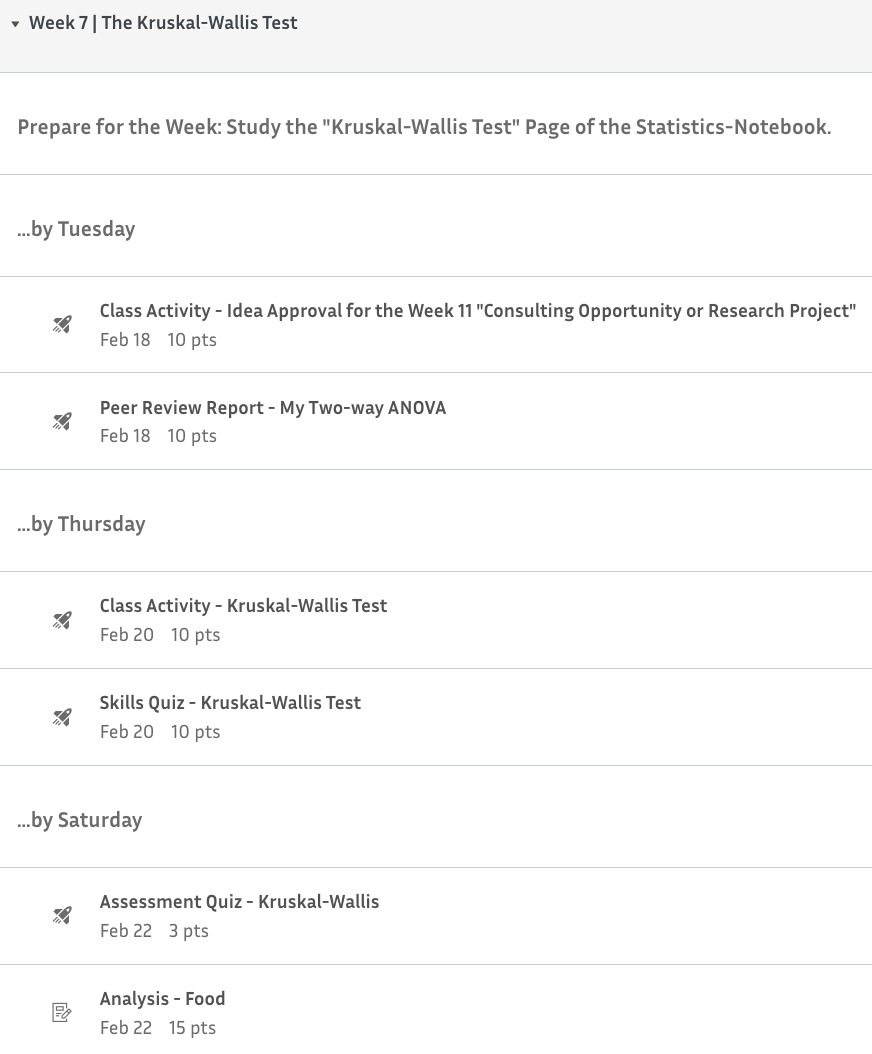 Week 7 | The Kruskal-Wallis Test
Prepare for the Week: Study the "Kruskal-Wallis Test" Page of the Statistics-Notebook.
...by Tuesday
Class Activity - Idea Approval for the Week 11 "Consulting Opportunity or Research Project"
Feb 18 10 pts
Peer Review Report - My Two-way ANOVA
Feb 18 10 pts
...by Thursday
Class Activity - Kruskal-Wallis Test
Feb 20 10 pts
Skills Quiz - Kruskal-Wallis Test
Feb 20 10 pts
...by Saturday
Assessment Quiz - Kruskal-Wallis
Feb 22 3 pts
Analysis - Food
Feb 22 15 pts